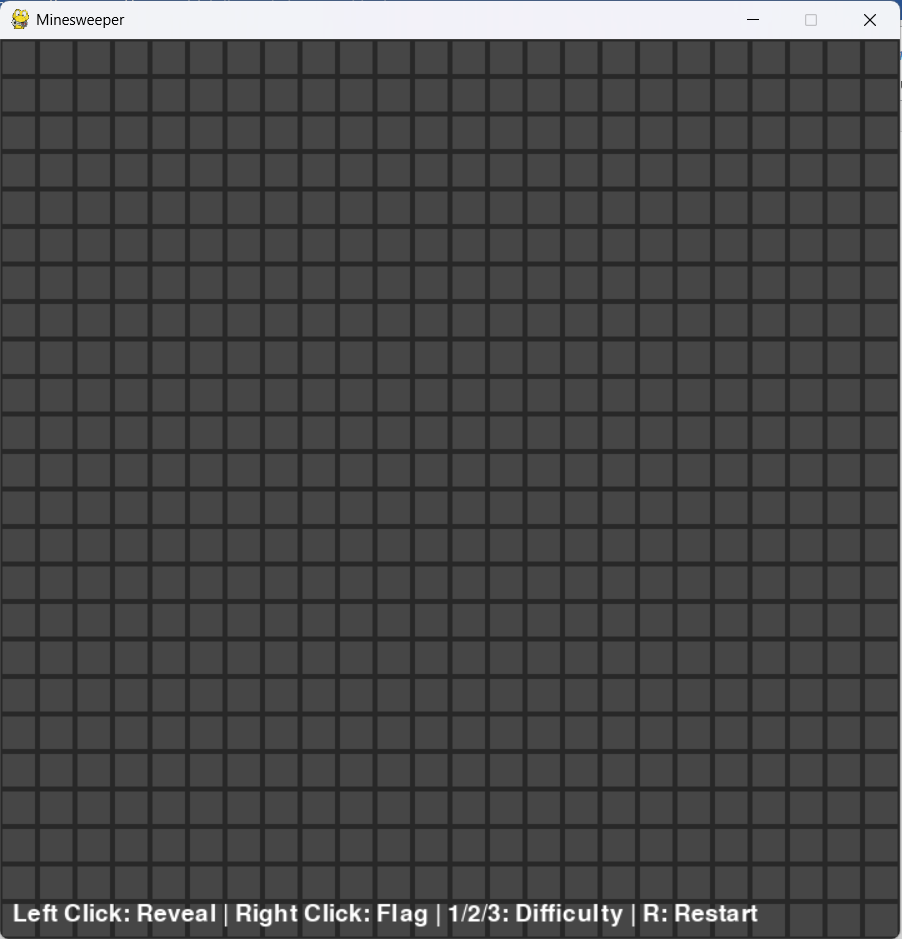 Minesweeper
Left Click: Reveal | Right Click: Flag | 1/2/3: Difficulty | R: Restart